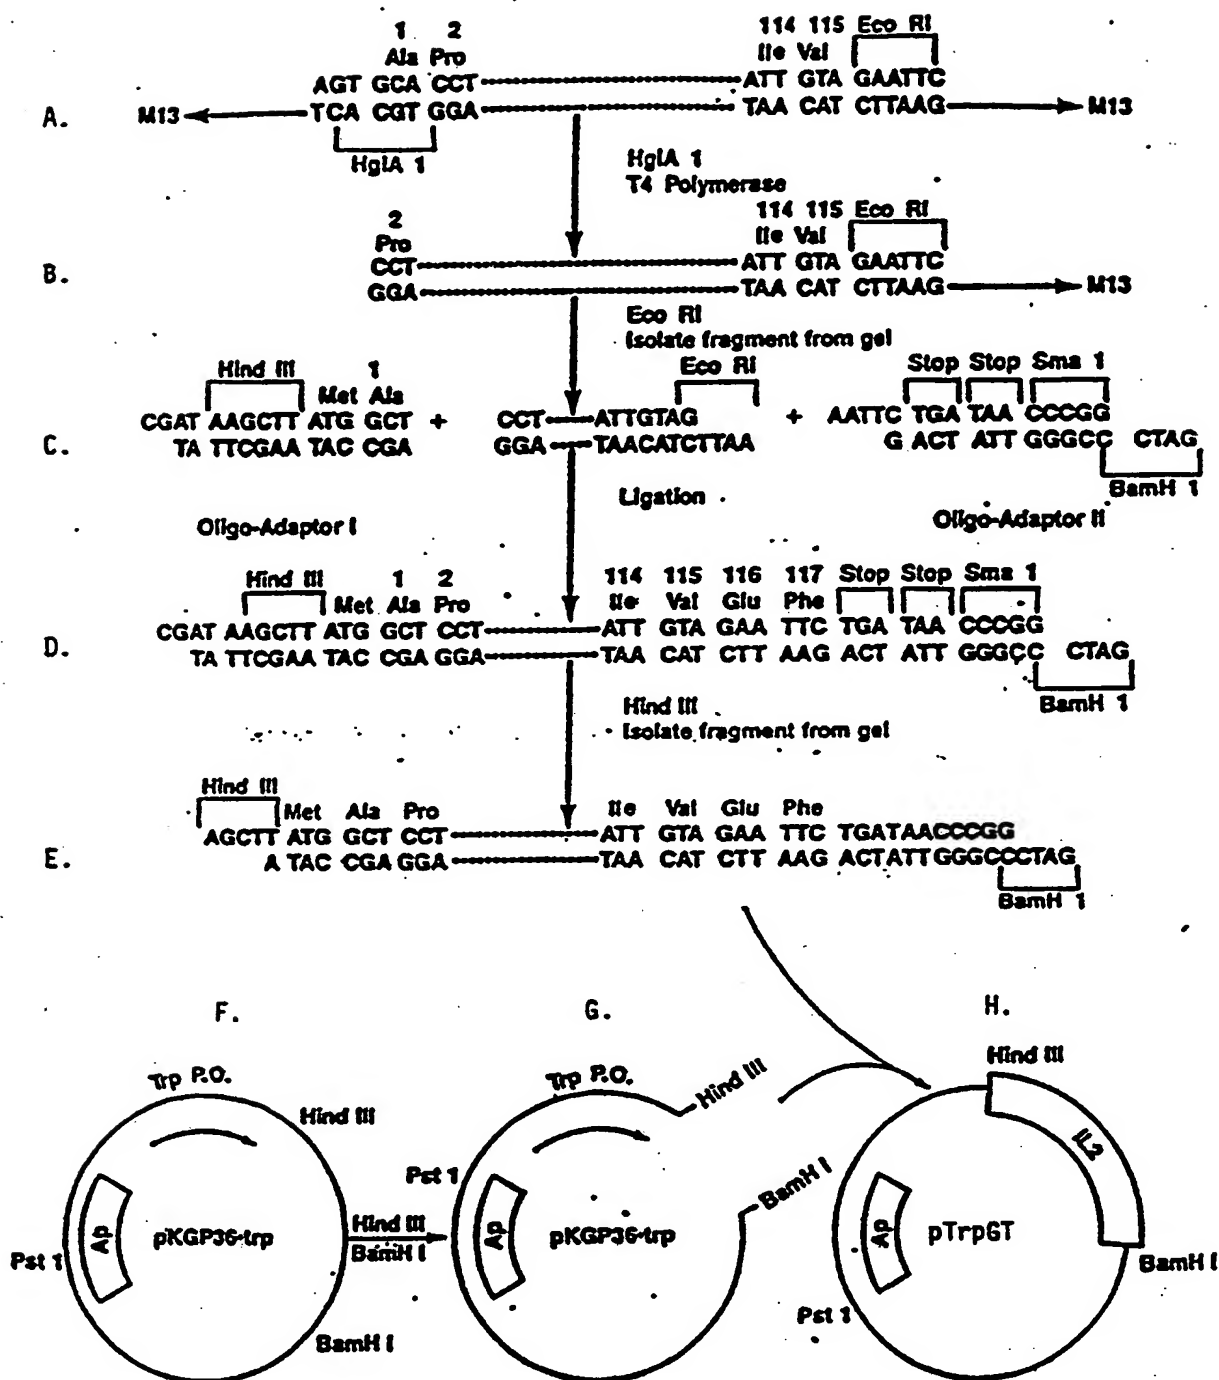 1 2
Ala Pro
114 115 Eco RI
Ile Val
AGT GCA CCT ATT GTA GAATTC
A. M13 TCA CGT GGA TAA CAT CTTAAG M13
HgiA 1
HgiA 1
T4 Polymerase
2
Pro
114 115 Eco RI
Ile Val
CCT ATT GTA GAATTC
B. GGA TAA CAT CTTAAG M13
Eco RI
Isolate fragment from gel
Hind III
1
Met Ala
Eco RI
Stop Stop Sma 1
CGAT AAGCTT ATG GCT + CCT ATTGTAG + AATTC TGA TAA CCCGG
C. TA TTCGAA TAC CGA GGA TAACATCTTAA G ACT ATT GGGCC CTAG
BamH 1
Oligo-Adaptor I
Ligation
Oligo-Adaptor II
Hind III 1 2
Met Ala Pro
114 115 116 117 Stop Stop Sma 1
Ile Val Glu Phe
CGAT AAGCTT ATG GCT CCT ATT GTA GAA TTC TGA TAA CCCGG
D. TA TTCGAA TAC CGA GGA TAA CAT CTT AAG ACT ATT GGGCC CTAG
BamH 1
Hind III
Isolate fragment from gel
Hind III
Met Ala Pro Ile Val Glu Phe
AGCTT ATG GCT CCT ATT GTA GAA TTC TGATAACCCGG
E. A TAC CGA GGA TAA CAT CTT AAG ACTATTGGGCCCTAG
BamH 1
F.
Trp P.O.
Hind III
Ap
pKGP36-trp
Pst 1
BamH I
Hind III
BamH I
G.
Trp P.O.
Hind III
Pst 1
Ap
pKGP36-trp
BamH I
H.
Hind III
IL2
Ap
pTrpGT
BamH I
Pst 1